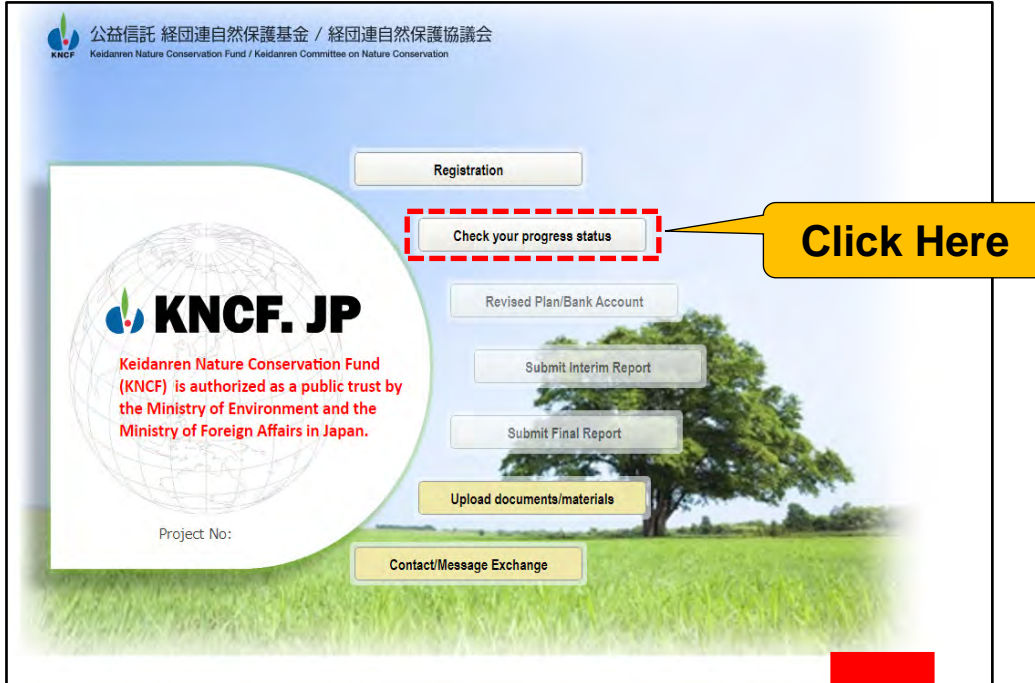 公益信託 経団連自然保護基金 / 経団連自然保護協議会
KNCF
Keidanren Nature Conservation Fund / Keidanren Committee on Nature Conservation
Registration
Check your progress status
Click Here
Revised Plan/Bank Account
KNCF. JP
Keidanren Nature Conservation Fund
(KNCF) is authorized as a public trust by
the Ministry of Environment and the
Ministry of Foreign Affairs in Japan.
Submit Interim Report
Submit Final Report
Upload documents/materials
Project No:
Contact/Message Exchange